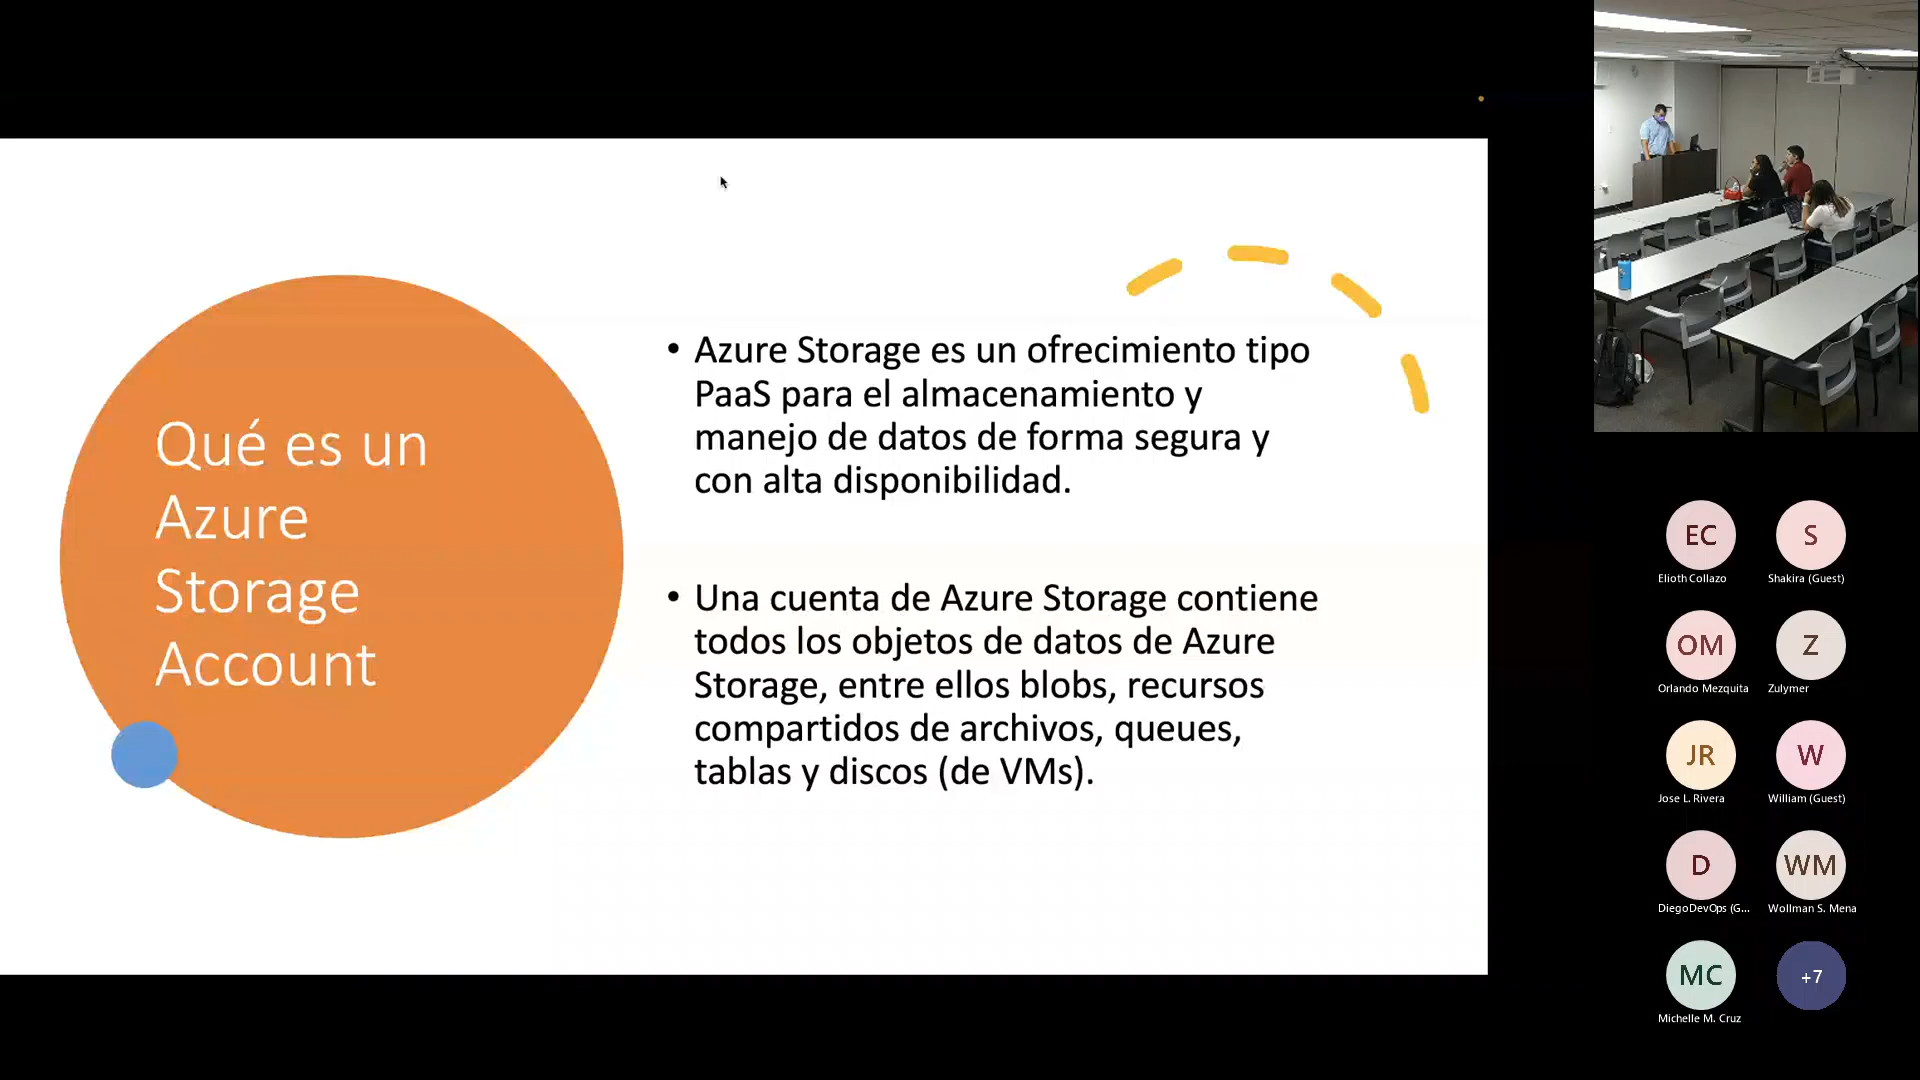 Qué es un
Azure
Storage
Account
• Azure Storage es un ofrecimiento tipo
PaaS para el almacenamiento y
manejo de datos de forma segura y
con alta disponibilidad.
• Una cuenta de Azure Storage contiene
todos los objetos de datos de Azure
Storage, entre ellos blobs, recursos
compartidos de archivos, queues,
tablas y discos (de VMs).
EC
Elioth Collazo
S
Shakira (Guest)
OM
Orlando Mezquita
Z
Zulymer
JR
Jose L. Rivera
W
William (Guest)
D
DiegoDevOps (G...
WM
Wollman S. Mena
MC
Michelle M. Cruz
+7